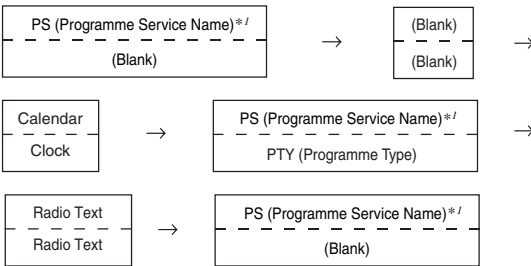 PS (Programme Service Name)*1
(Blank)
→
(Blank)
(Blank)
→
Calendar
Clock
→
PS (Programme Service Name)*1
PTY (Programme Type)
→
Radio Text
Radio Text
→
PS (Programme Service Name)*1
(Blank)